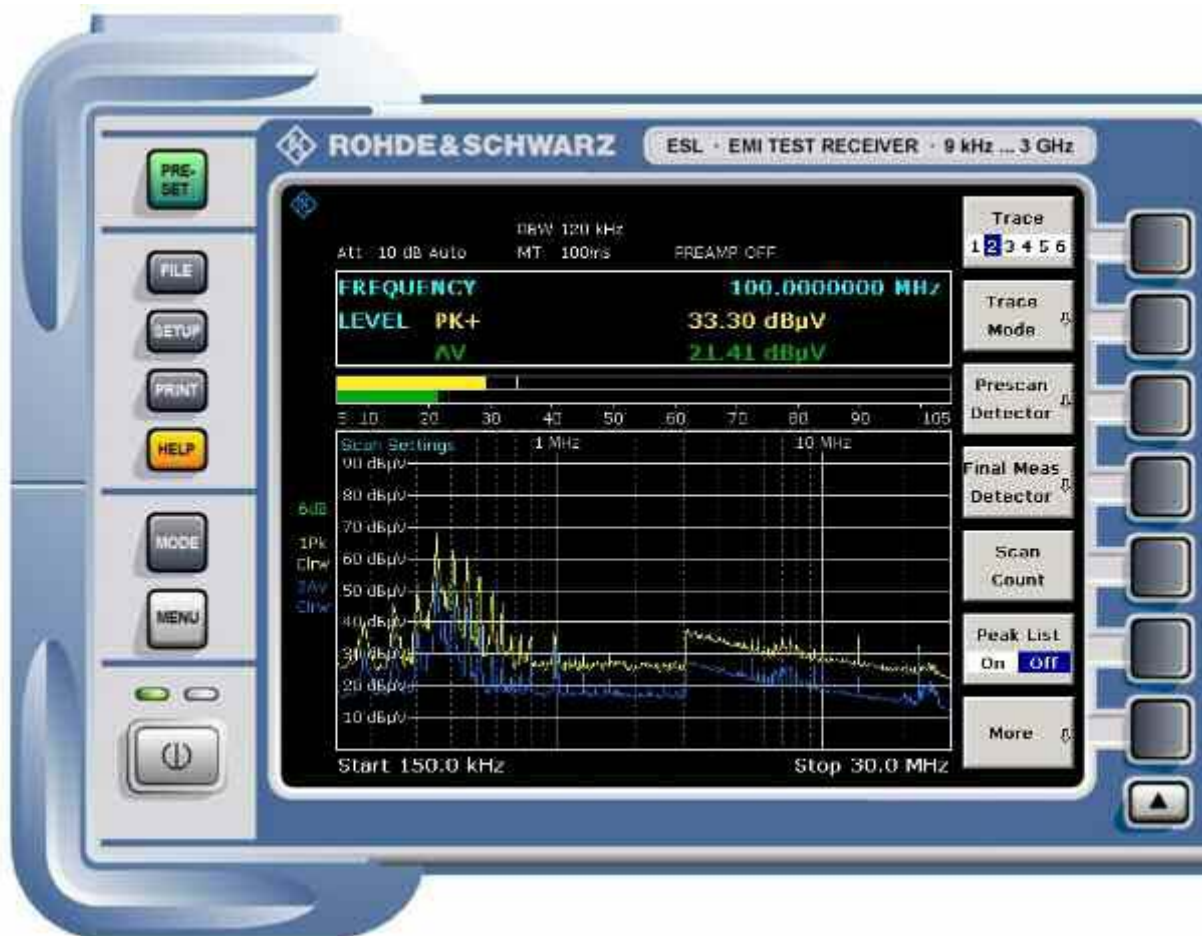 ROHDE&SCHWARZ
ESL · EMI TEST RECEIVER · 9 kHz ... 3 GHz
PRE-
SET
FILE
SETUP
PRINT
HELP
MODE
MENU
RBW 120 kHz
Att 10 dB Auto MT 100ms PREAMP OFF
FREQUENCY 100.0000000 MHz
LEVEL PK+ 33.30 dBµV
AV 21.41 dBµV
5 10 20 30 40 50 60 70 80 90 105
Scan Settings 1 MHz 10 MHz
90 dBµV
80 dBµV
70 dBµV
60 dBµV
50 dBµV
40 dBµV
30 dBµV
20 dBµV
10 dBµV
6dB
1Pk
Clrw
2Av
Clrw
Start 150.0 kHz Stop 30.0 MHz
Trace
1 2 3 4 5 6
Trace
Mode
Prescan
Detector
Final Meas
Detector
Scan
Count
Peak List
On Off
More